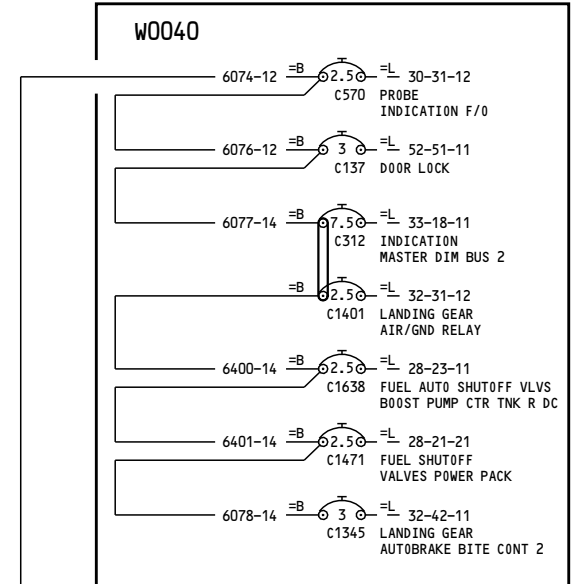 W0040
6074-12 =B 2.5 =L 30-31-12
C570 PROBE
INDICATION F/O
6076-12 =B 3 =L 52-51-11
C137 DOOR LOCK
6077-14 =B 7.5 =L 33-18-11
C312 INDICATION
MASTER DIM BUS 2
=B 2.5 =L 32-31-12
C1401 LANDING GEAR
AIR/GND RELAY
6400-14 =B 2.5 =L 28-23-11
C1638 FUEL AUTO SHUTOFF VLVS
BOOST PUMP CTR TNK R DC
6401-14 =B 2.5 =L 28-21-21
C1471 FUEL SHUTOFF
VALVES POWER PACK
6078-14 =B 3 =L 32-42-11
C1345 LANDING GEAR
AUTOBRAKE BITE CONT 2